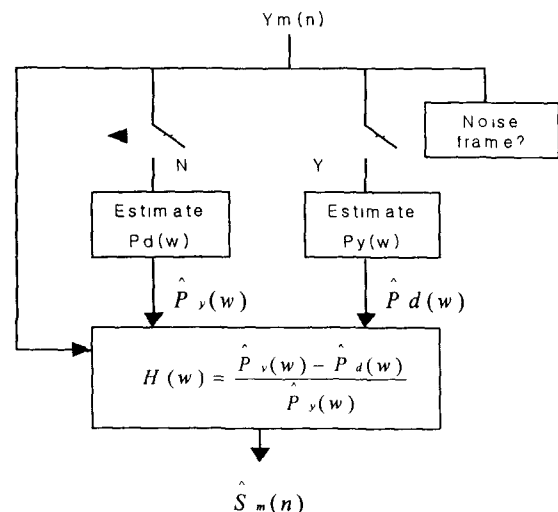 Ym(n)
Noise
frame?
N
Y
Estimate
Pd(w)
Estimate
Py(w)
P̂ y(w)
P̂ d(w)
H(w) = (P̂ y(w) − P̂ d(w)) / P̂ y(w)
Ŝ m(n)